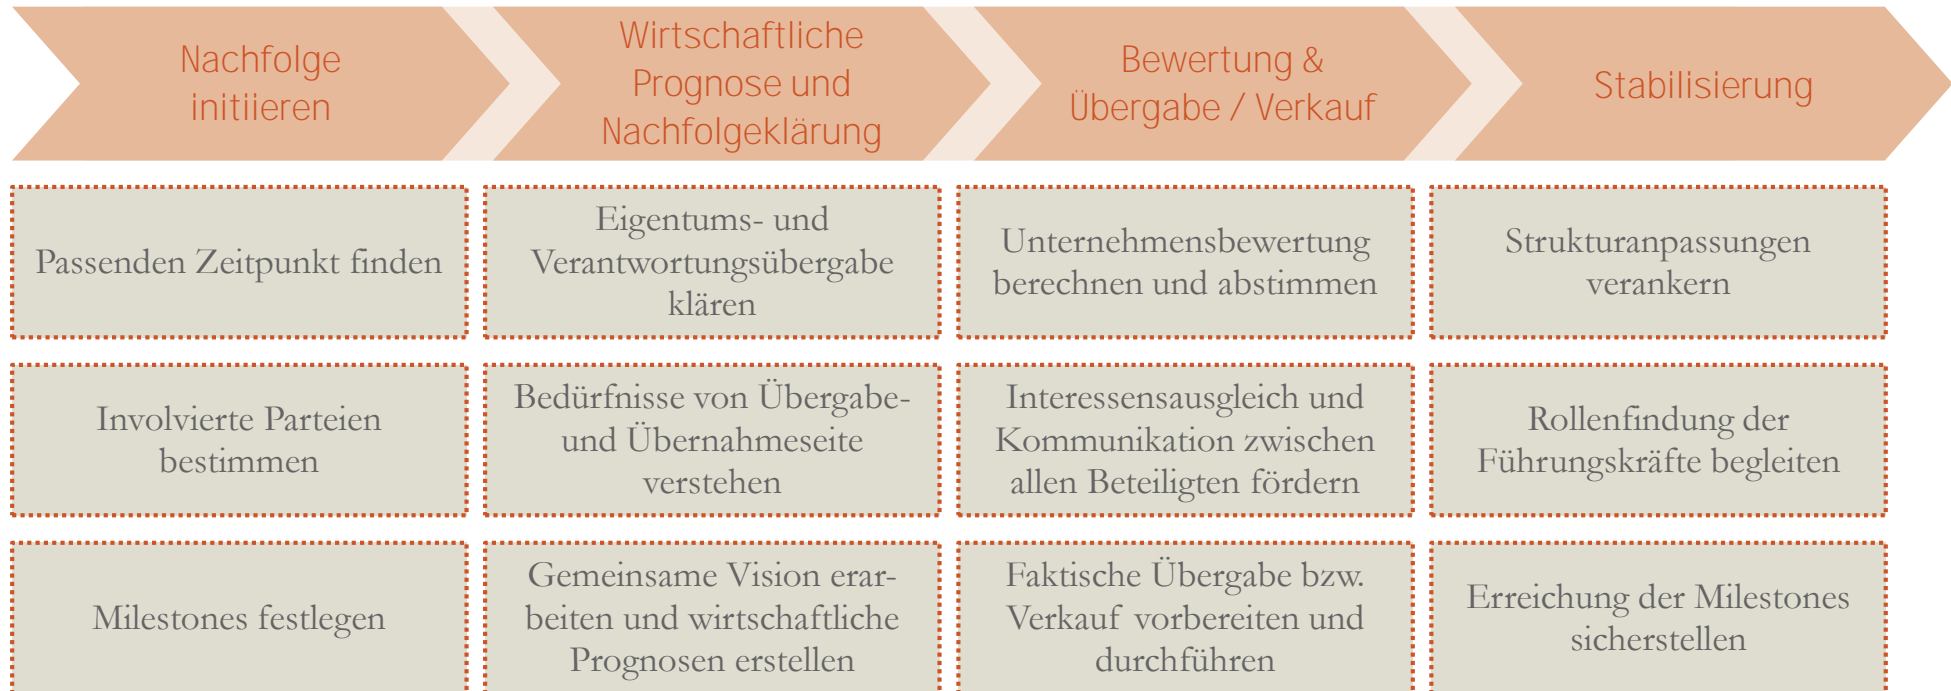 Nachfolge
initiieren
Wirtschaftliche
Prognose und
Nachfolgeklärung
Bewertung &
Übergabe / Verkauf
Stabilisierung
Passenden Zeitpunkt finden
Eigentums- und
Verantwortungsübergabe
klären
Unternehmensbewertung
berechnen und abstimmen
Strukturanpassungen
verankern
Involvierte Parteien
bestimmen
Bedürfnisse von Übergabe-
und Übernahmeseite
verstehen
Interessensausgleich und
Kommunikation zwischen
allen Beteiligten fördern
Rollenfindung der
Führungskräfte begleiten
Milestones festlegen
Gemeinsame Vision erar-
beiten und wirtschaftliche
Prognosen erstellen
Faktische Übergabe bzw.
Verkauf vorbereiten und
durchführen
Erreichung der Milestones
sicherstellen